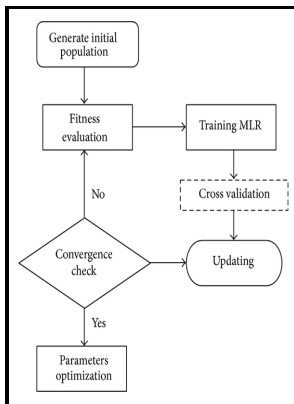 Generate initial
population
Fitness
evaluation
Training MLR
No
Cross validation
Convergence
check
Updating
Yes
Parameters
optimization